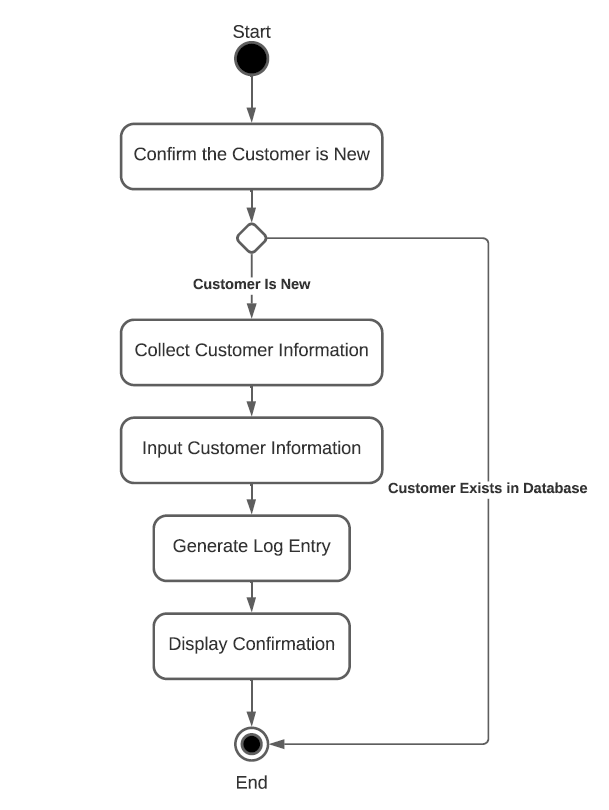 Start
Confirm the Customer is New
Customer Is New
Collect Customer Information
Input Customer Information
Customer Exists in Database
Generate Log Entry
Display Confirmation
End